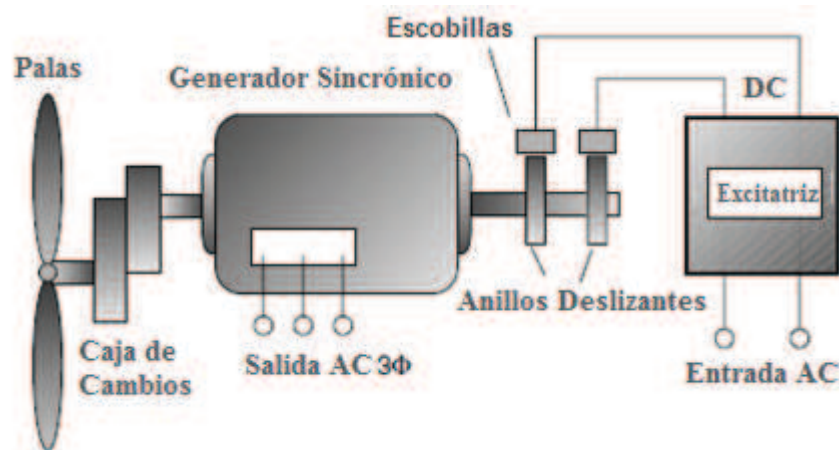 Escobillas
Palas
Generador Sincrónico
DC
Excitatriz
Anillos Deslizantes
Caja de
Cambios
Salida AC 3Φ
Entrada AC